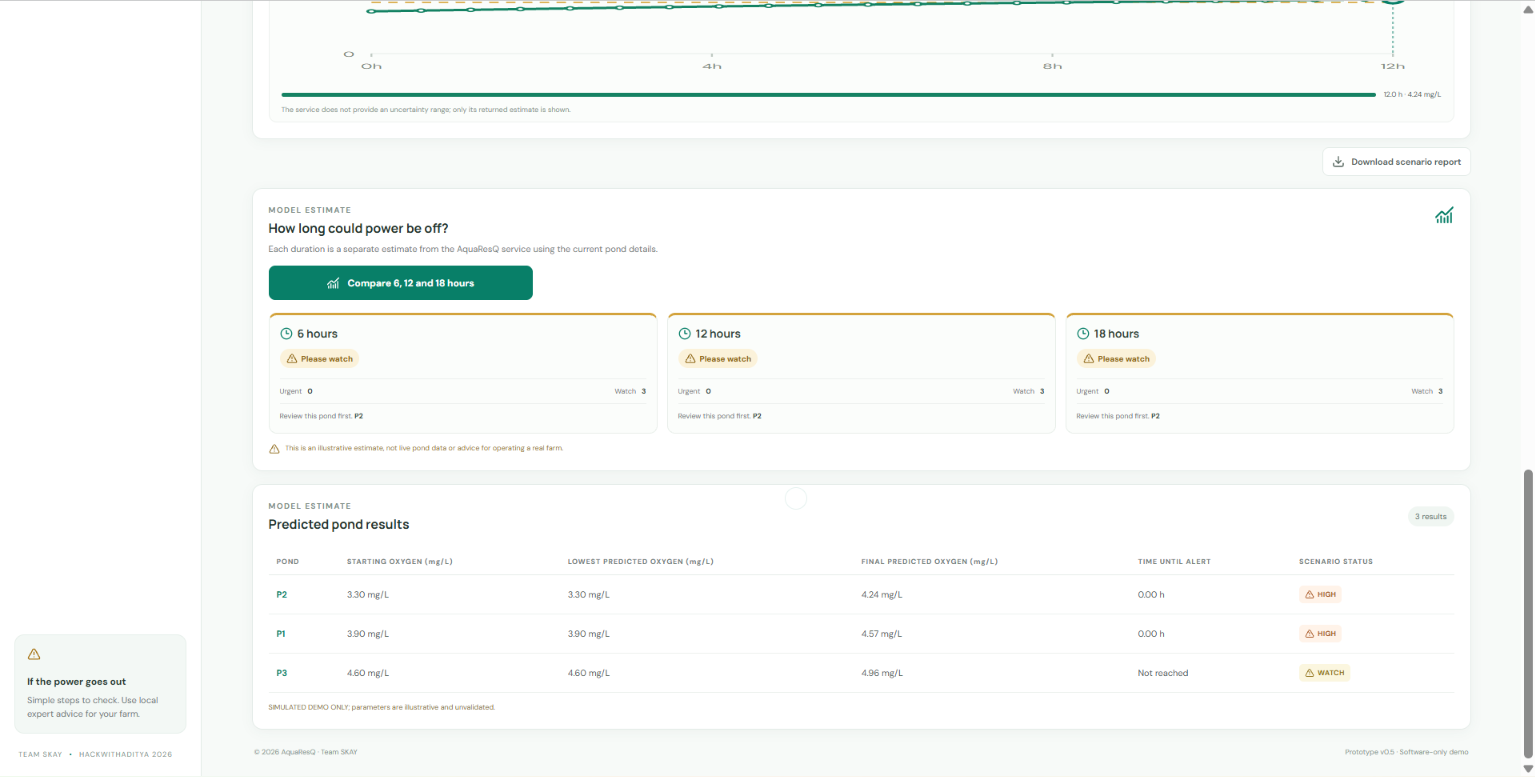 0
0h 4h 8h 12h
12.0 h · 4.24 mg/L
The service does not provide an uncertainty range; only its returned estimate is shown.
Download scenario report
MODEL ESTIMATE
How long could power be off?
Each duration is a separate estimate from the AquaResQ service using the current pond details.
Compare 6, 12 and 18 hours
6 hours
Please watch
Urgent 0 Watch 3
Review this pond first. P2
12 hours
Please watch
Urgent 0 Watch 3
Review this pond first. P2
18 hours
Please watch
Urgent 0 Watch 3
Review this pond first. P2
This is an illustrative estimate, not live pond data or advice for operating a real farm.
MODEL ESTIMATE
Predicted pond results
3 results
POND STARTING OXYGEN (mg/L) LOWEST PREDICTED OXYGEN (mg/L) FINAL PREDICTED OXYGEN (mg/L) TIME UNTIL ALERT SCENARIO STATUS
P2 3.30 mg/L 3.30 mg/L 4.24 mg/L 0.00 h HIGH
P1 3.90 mg/L 3.90 mg/L 4.57 mg/L 0.00 h HIGH
P3 4.60 mg/L 4.60 mg/L 4.96 mg/L Not reached WATCH
SIMULATED DEMO ONLY; parameters are illustrative and unvalidated.
If the power goes out
Simple steps to check. Use local
expert advice for your farm.
TEAM SKAY • HACKWITHADITYA 2026
© 2026 AquaResQ · Team SKAY
Prototype v0.5 · Software-only demo